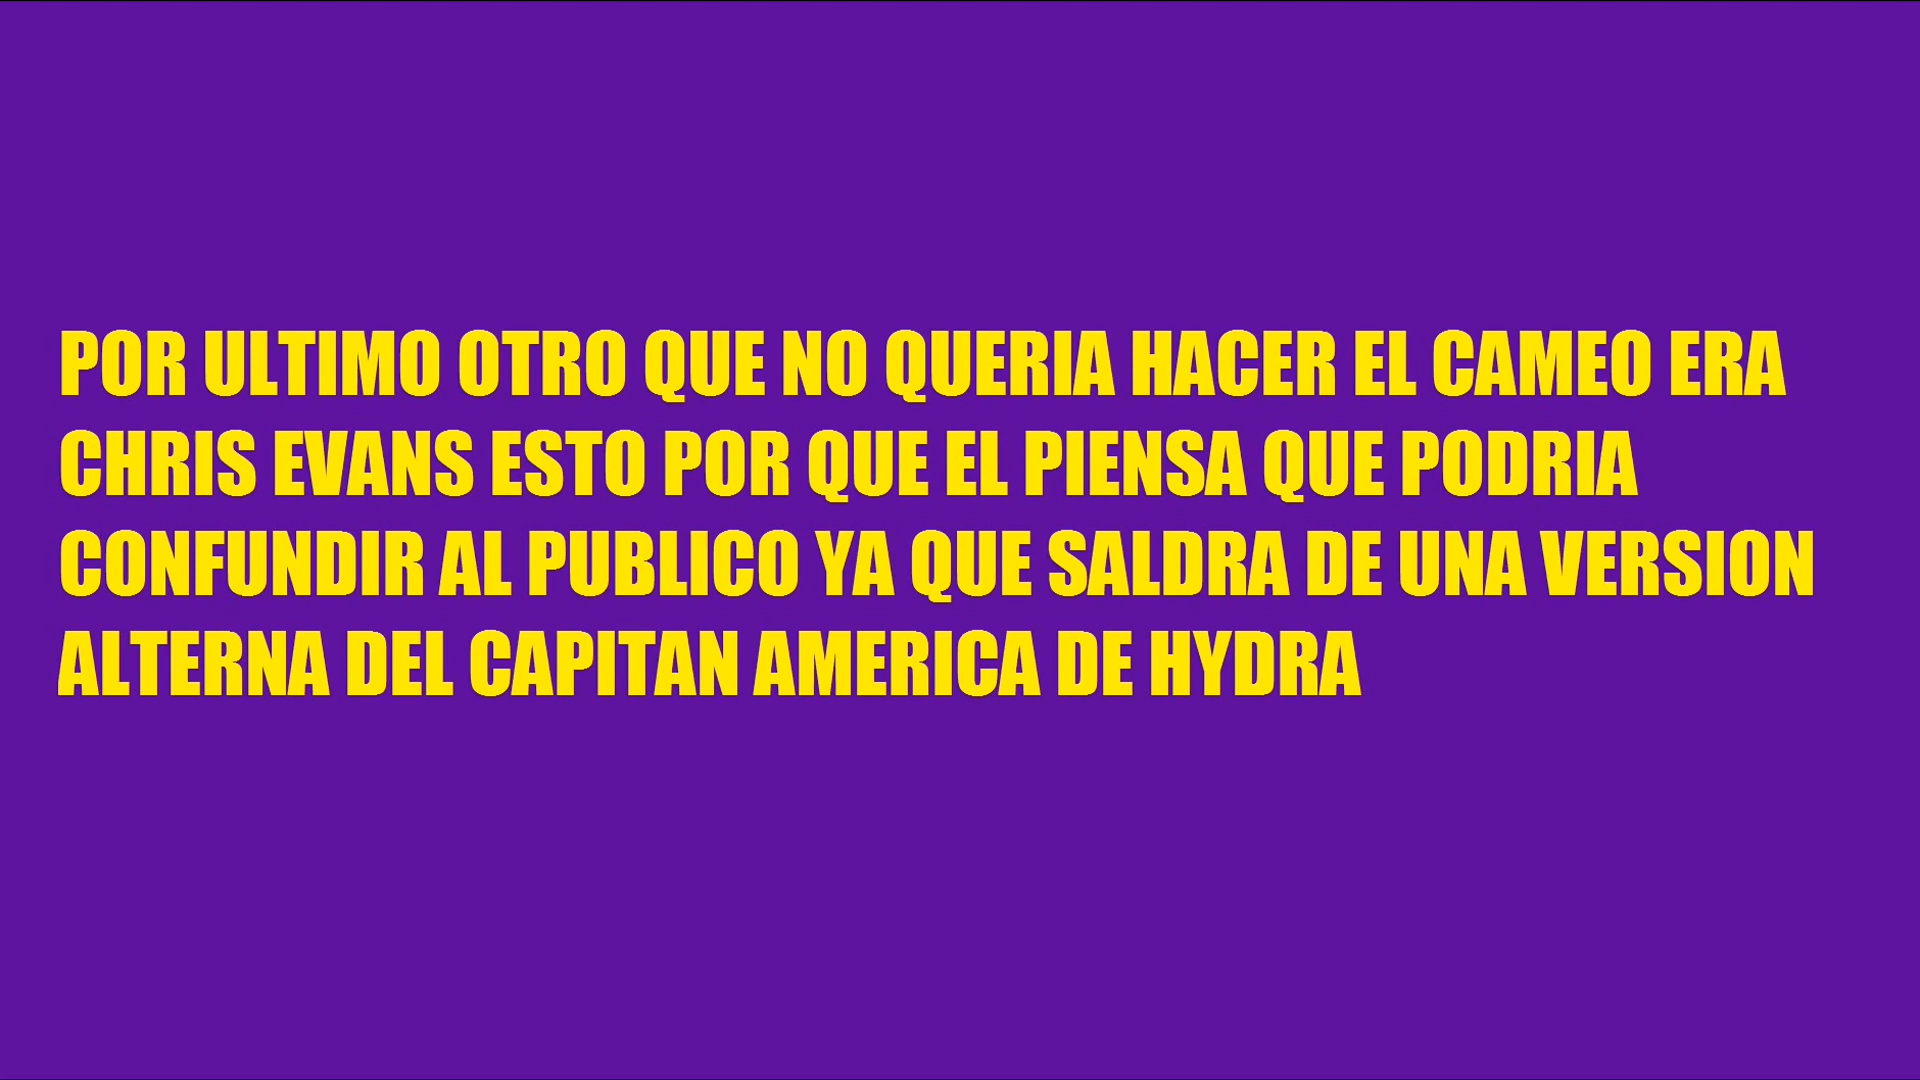 POR ULTIMO OTRO QUE NO QUERIA HACER EL CAMEO ERA
CHRIS EVANS ESTO POR QUE EL PIENSA QUE PODRIA
CONFUNDIR AL PUBLICO YA QUE SALDRA DE UNA VERSION
ALTERNA DEL CAPITAN AMERICA DE HYDRA